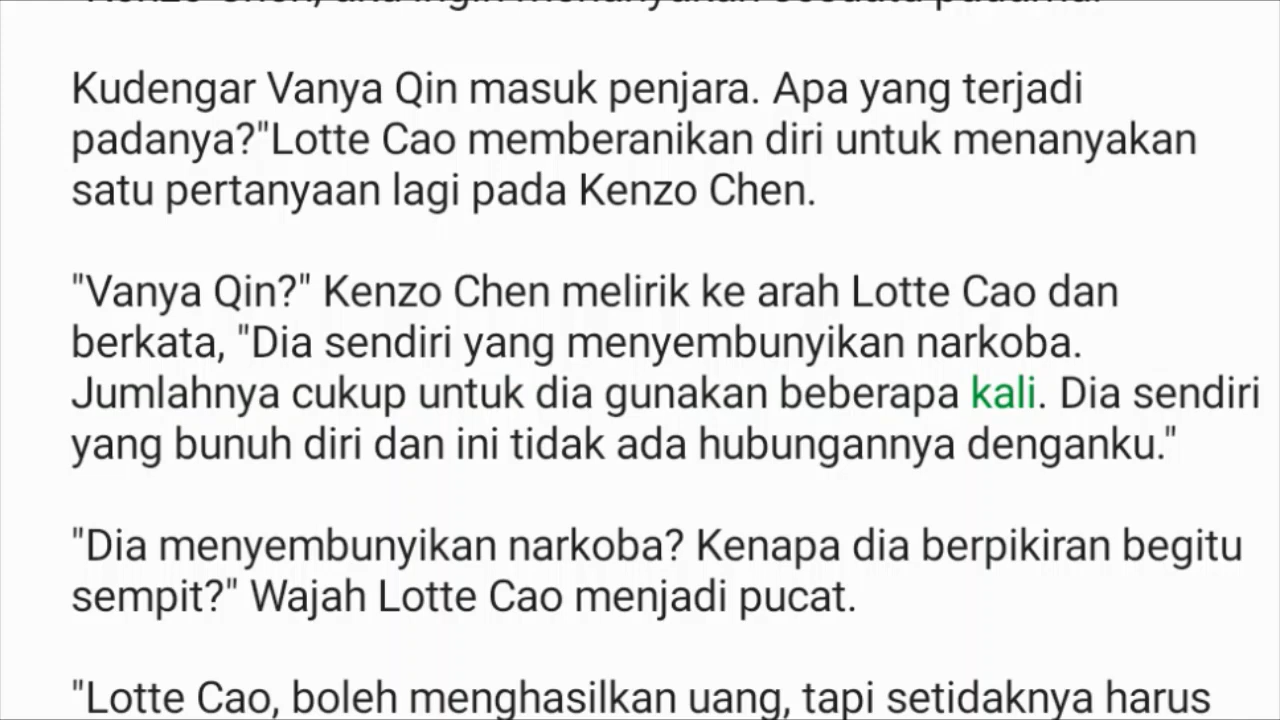 Kudengar Vanya Qin masuk penjara. Apa yang terjadi
padanya?"Lotte Cao memberanikan diri untuk menanyakan
satu pertanyaan lagi pada Kenzo Chen.
"Vanya Qin?" Kenzo Chen melirik ke arah Lotte Cao dan
berkata, "Dia sendiri yang menyembunyikan narkoba.
Jumlahnya cukup untuk dia gunakan beberapa kali. Dia sendiri
yang bunuh diri dan ini tidak ada hubungannya denganku."
"Dia menyembunyikan narkoba? Kenapa dia berpikiran begitu
sempit?" Wajah Lotte Cao menjadi pucat.
"Lotte Cao, boleh menghasilkan uang, tapi setidaknya harus